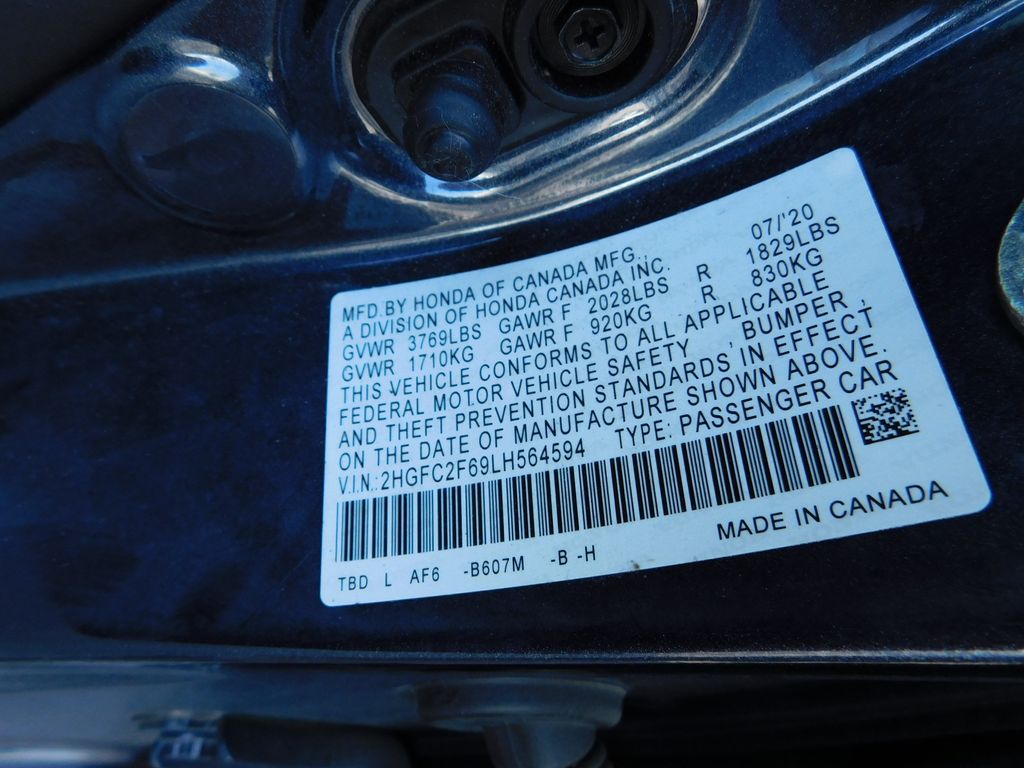 07/'20
MFD.BY HONDA OF CANADA MFG.,
A DIVISION OF HONDA CANADA INC.
GVWR 3769LBS GAWR F 2028LBS R 1829LBS
GVWR 1710KG GAWR F 920KG R 830KG
THIS VEHICLE CONFORMS TO ALL APPLICABLE
FEDERAL MOTOR VEHICLE SAFETY , BUMPER ,
AND THEFT PREVENTION STANDARDS IN EFFECT
ON THE DATE OF MANUFACTURE SHOWN ABOVE.
V.I.N.:2HGFC2F69LH564594 TYPE: PASSENGER CAR
MADE IN CANADA
TBD L AF6 -B607M -B -H